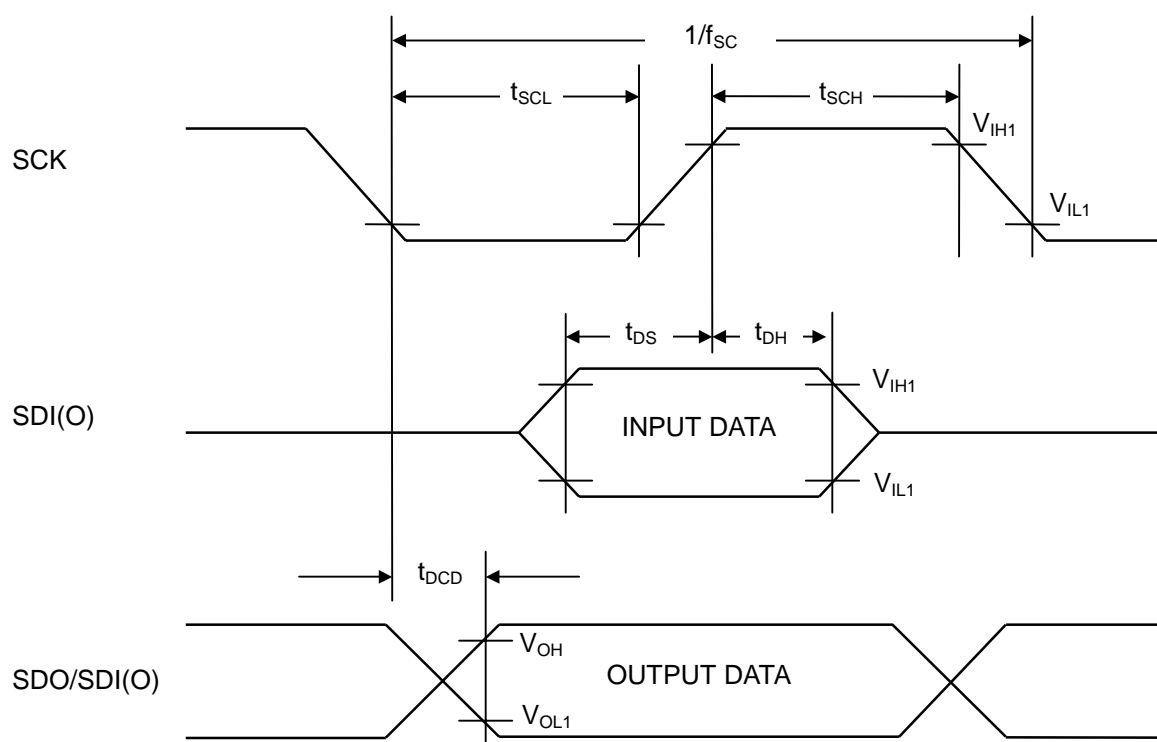 1/fSC
tSCL
tSCH
SCK
VIH1
VIL1
tDS
tDH
SDI(O)
INPUT DATA
VIH1
VIL1
tDCD
SDO/SDI(O)
VOH
OUTPUT DATA
VOL1